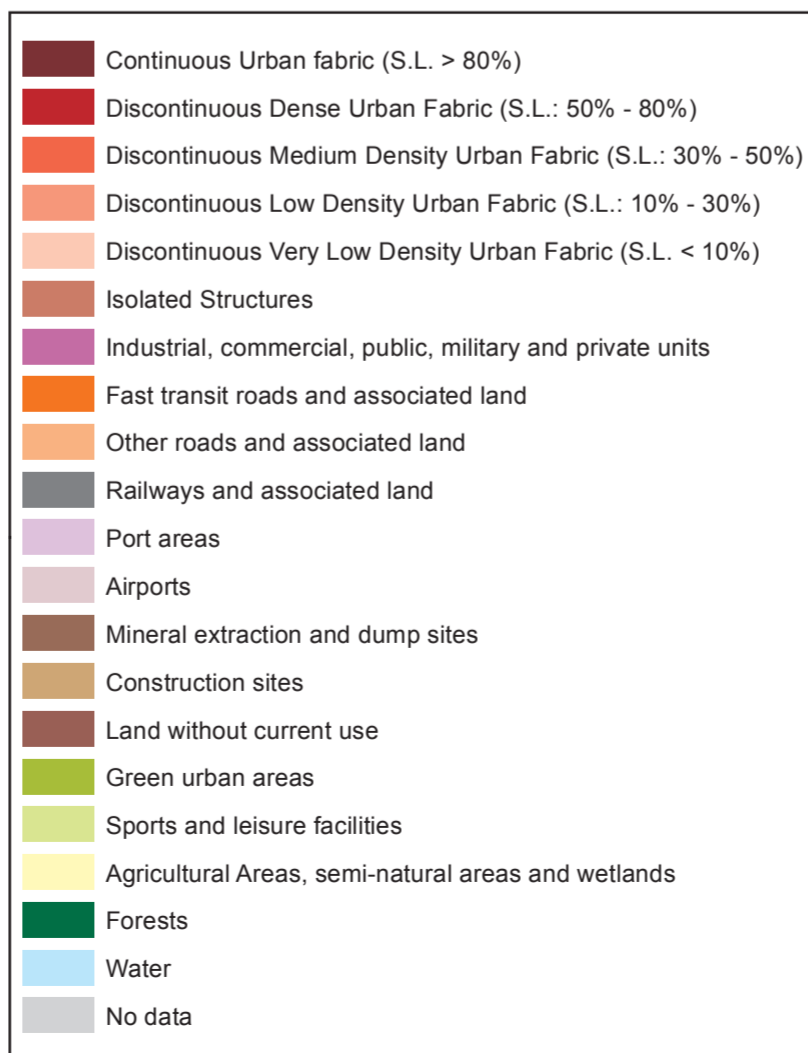 Continuous Urban fabric (S.L. > 80%)
Discontinuous Dense Urban Fabric (S.L.: 50% - 80%)
Discontinuous Medium Density Urban Fabric (S.L.: 30% - 50%)
Discontinuous Low Density Urban Fabric (S.L.: 10% - 30%)
Discontinuous Very Low Density Urban Fabric (S.L. < 10%)
Isolated Structures
Industrial, commercial, public, military and private units
Fast transit roads and associated land
Other roads and associated land
Railways and associated land
Port areas
Airports
Mineral extraction and dump sites
Construction sites
Land without current use
Green urban areas
Sports and leisure facilities
Agricultural Areas, semi-natural areas and wetlands
Forests
Water
No data